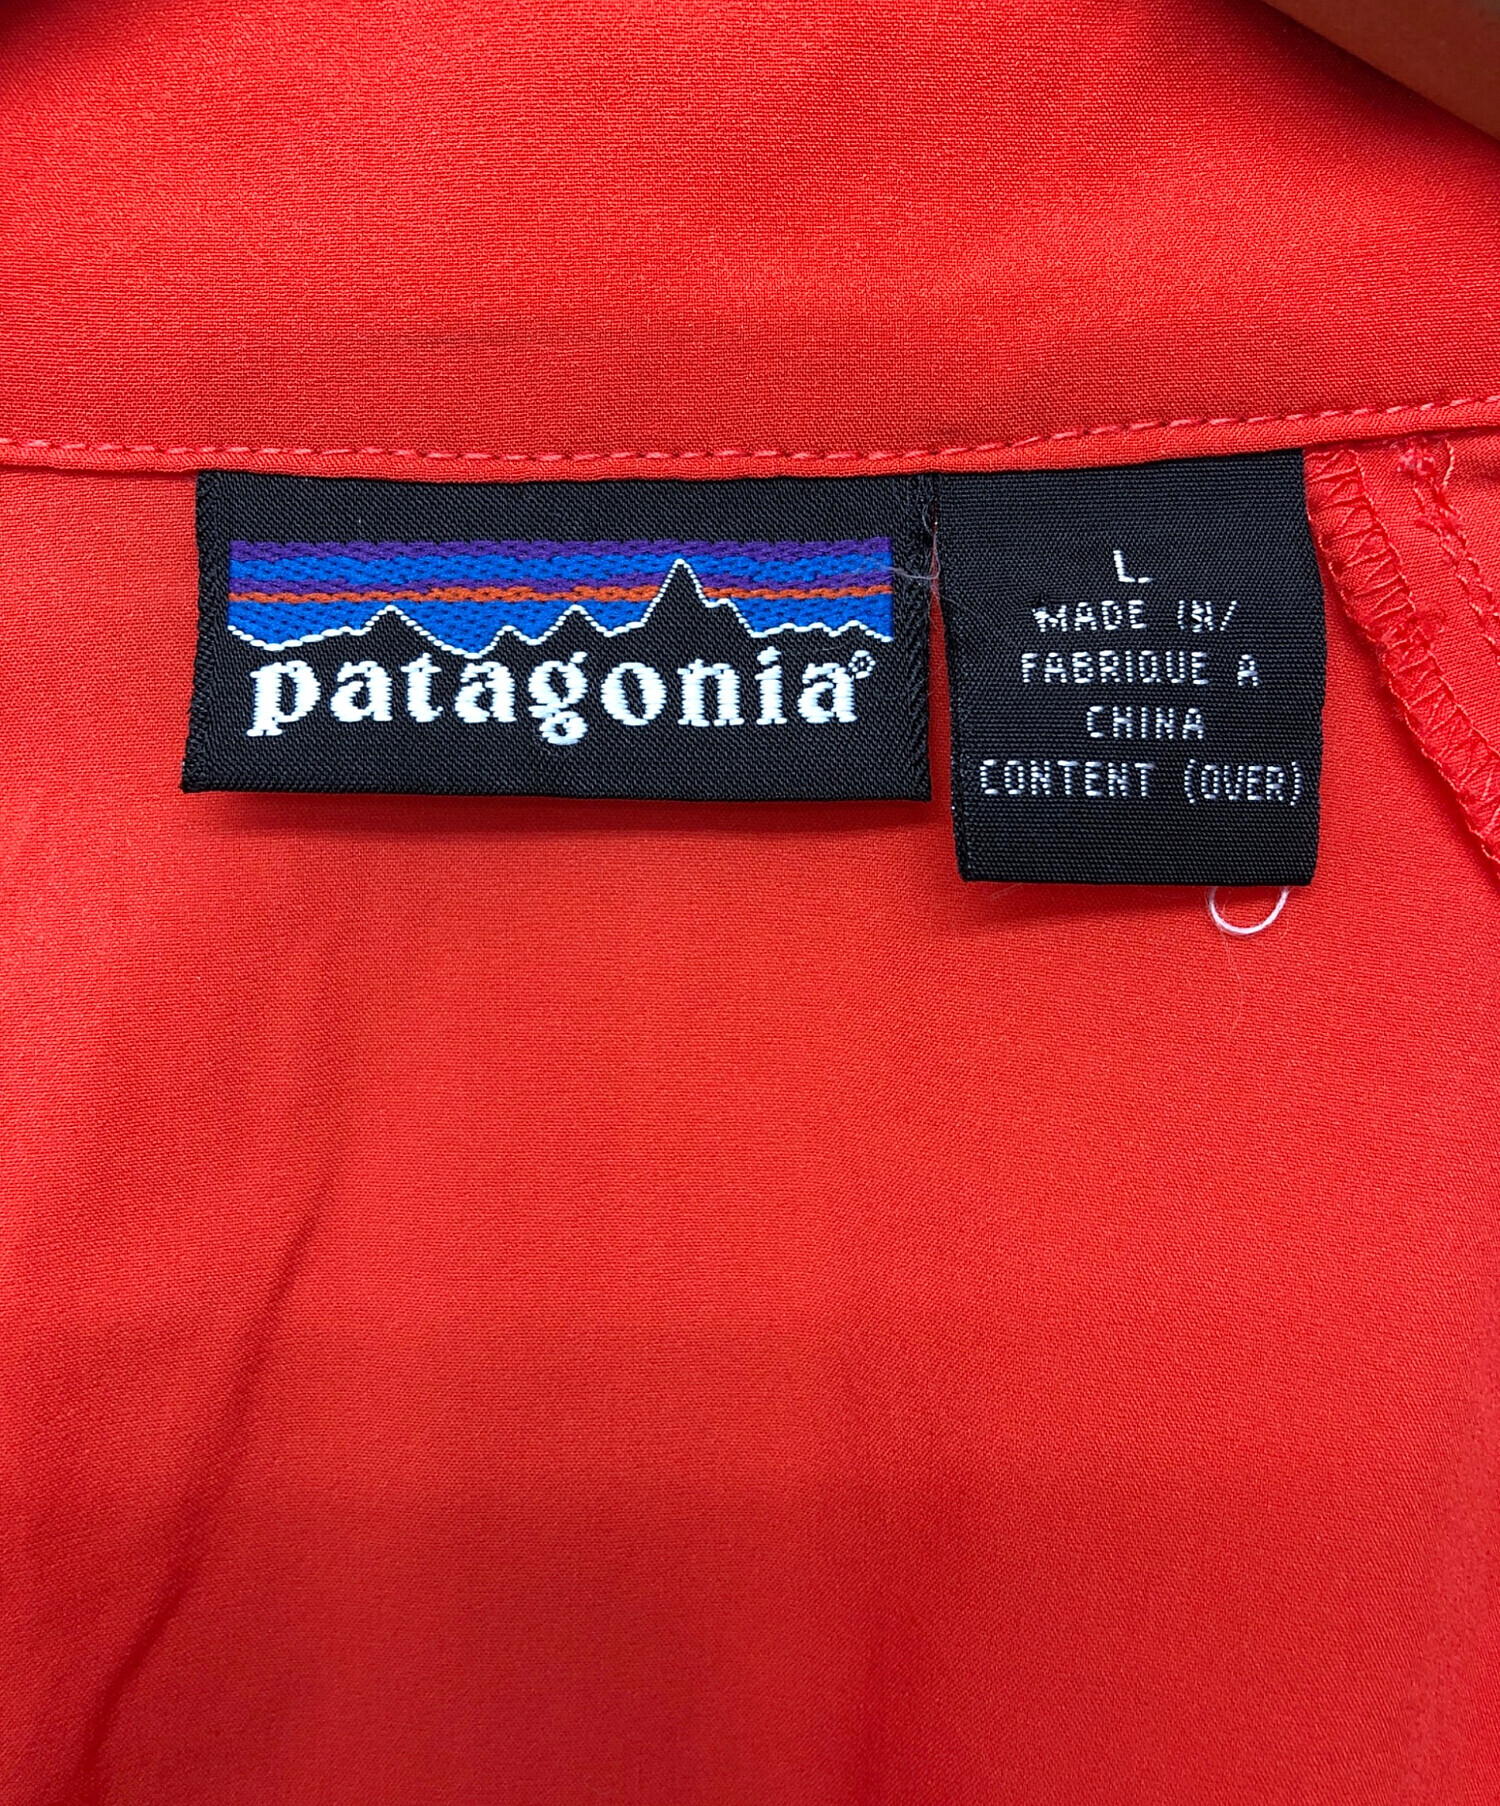 patagonia®
L
MADE IN/
FABRIQUE A
CHINA
CONTENT (OVER)